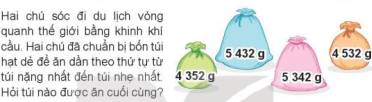 Hai chú sóc đi du lịch vòng
quanh thế giới bằng khinh khí
cầu. Hai chú đã chuẩn bị bốn túi
hạt dẻ để ăn dần theo thứ tự từ
túi nặng nhất đến túi nhẹ nhất.
Hỏi túi nào được ăn cuối cùng?
4 352 g
5 432 g
5 342 g
4 532 g